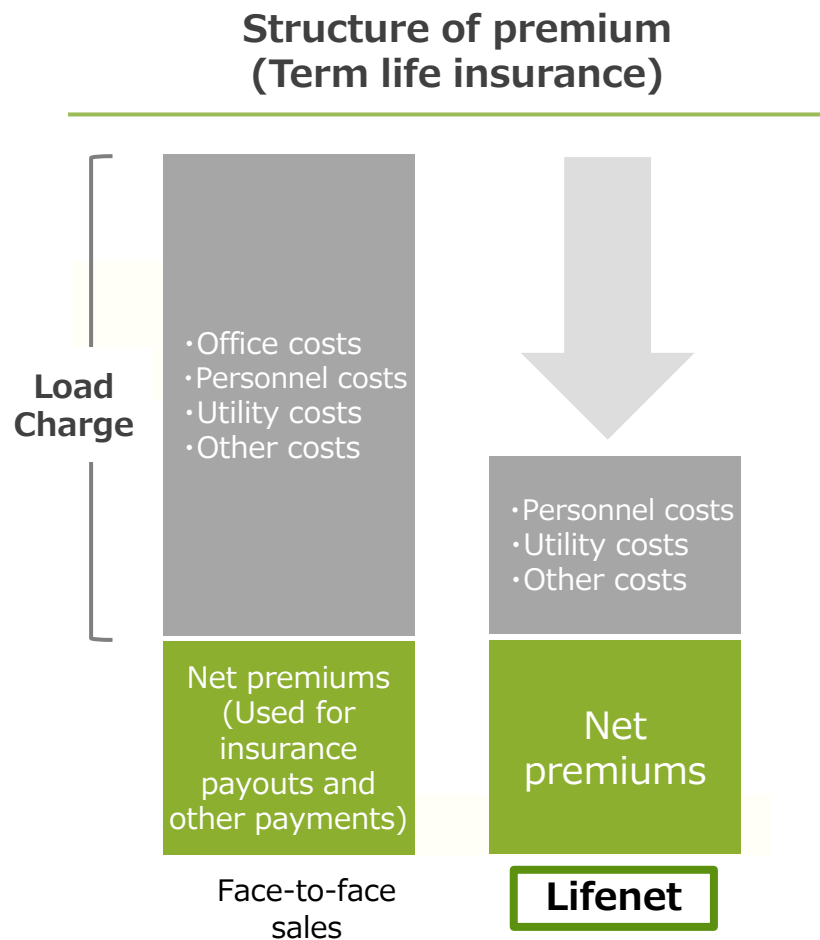 Structure of premium
(Term life insurance)
Load
Charge
・Office costs
・Personnel costs
・Utility costs
・Other costs
Net premiums
(Used for
insurance
payouts and
other payments)
Face-to-face
sales
・Personnel costs
・Utility costs
・Other costs
Net
premiums
Lifenet